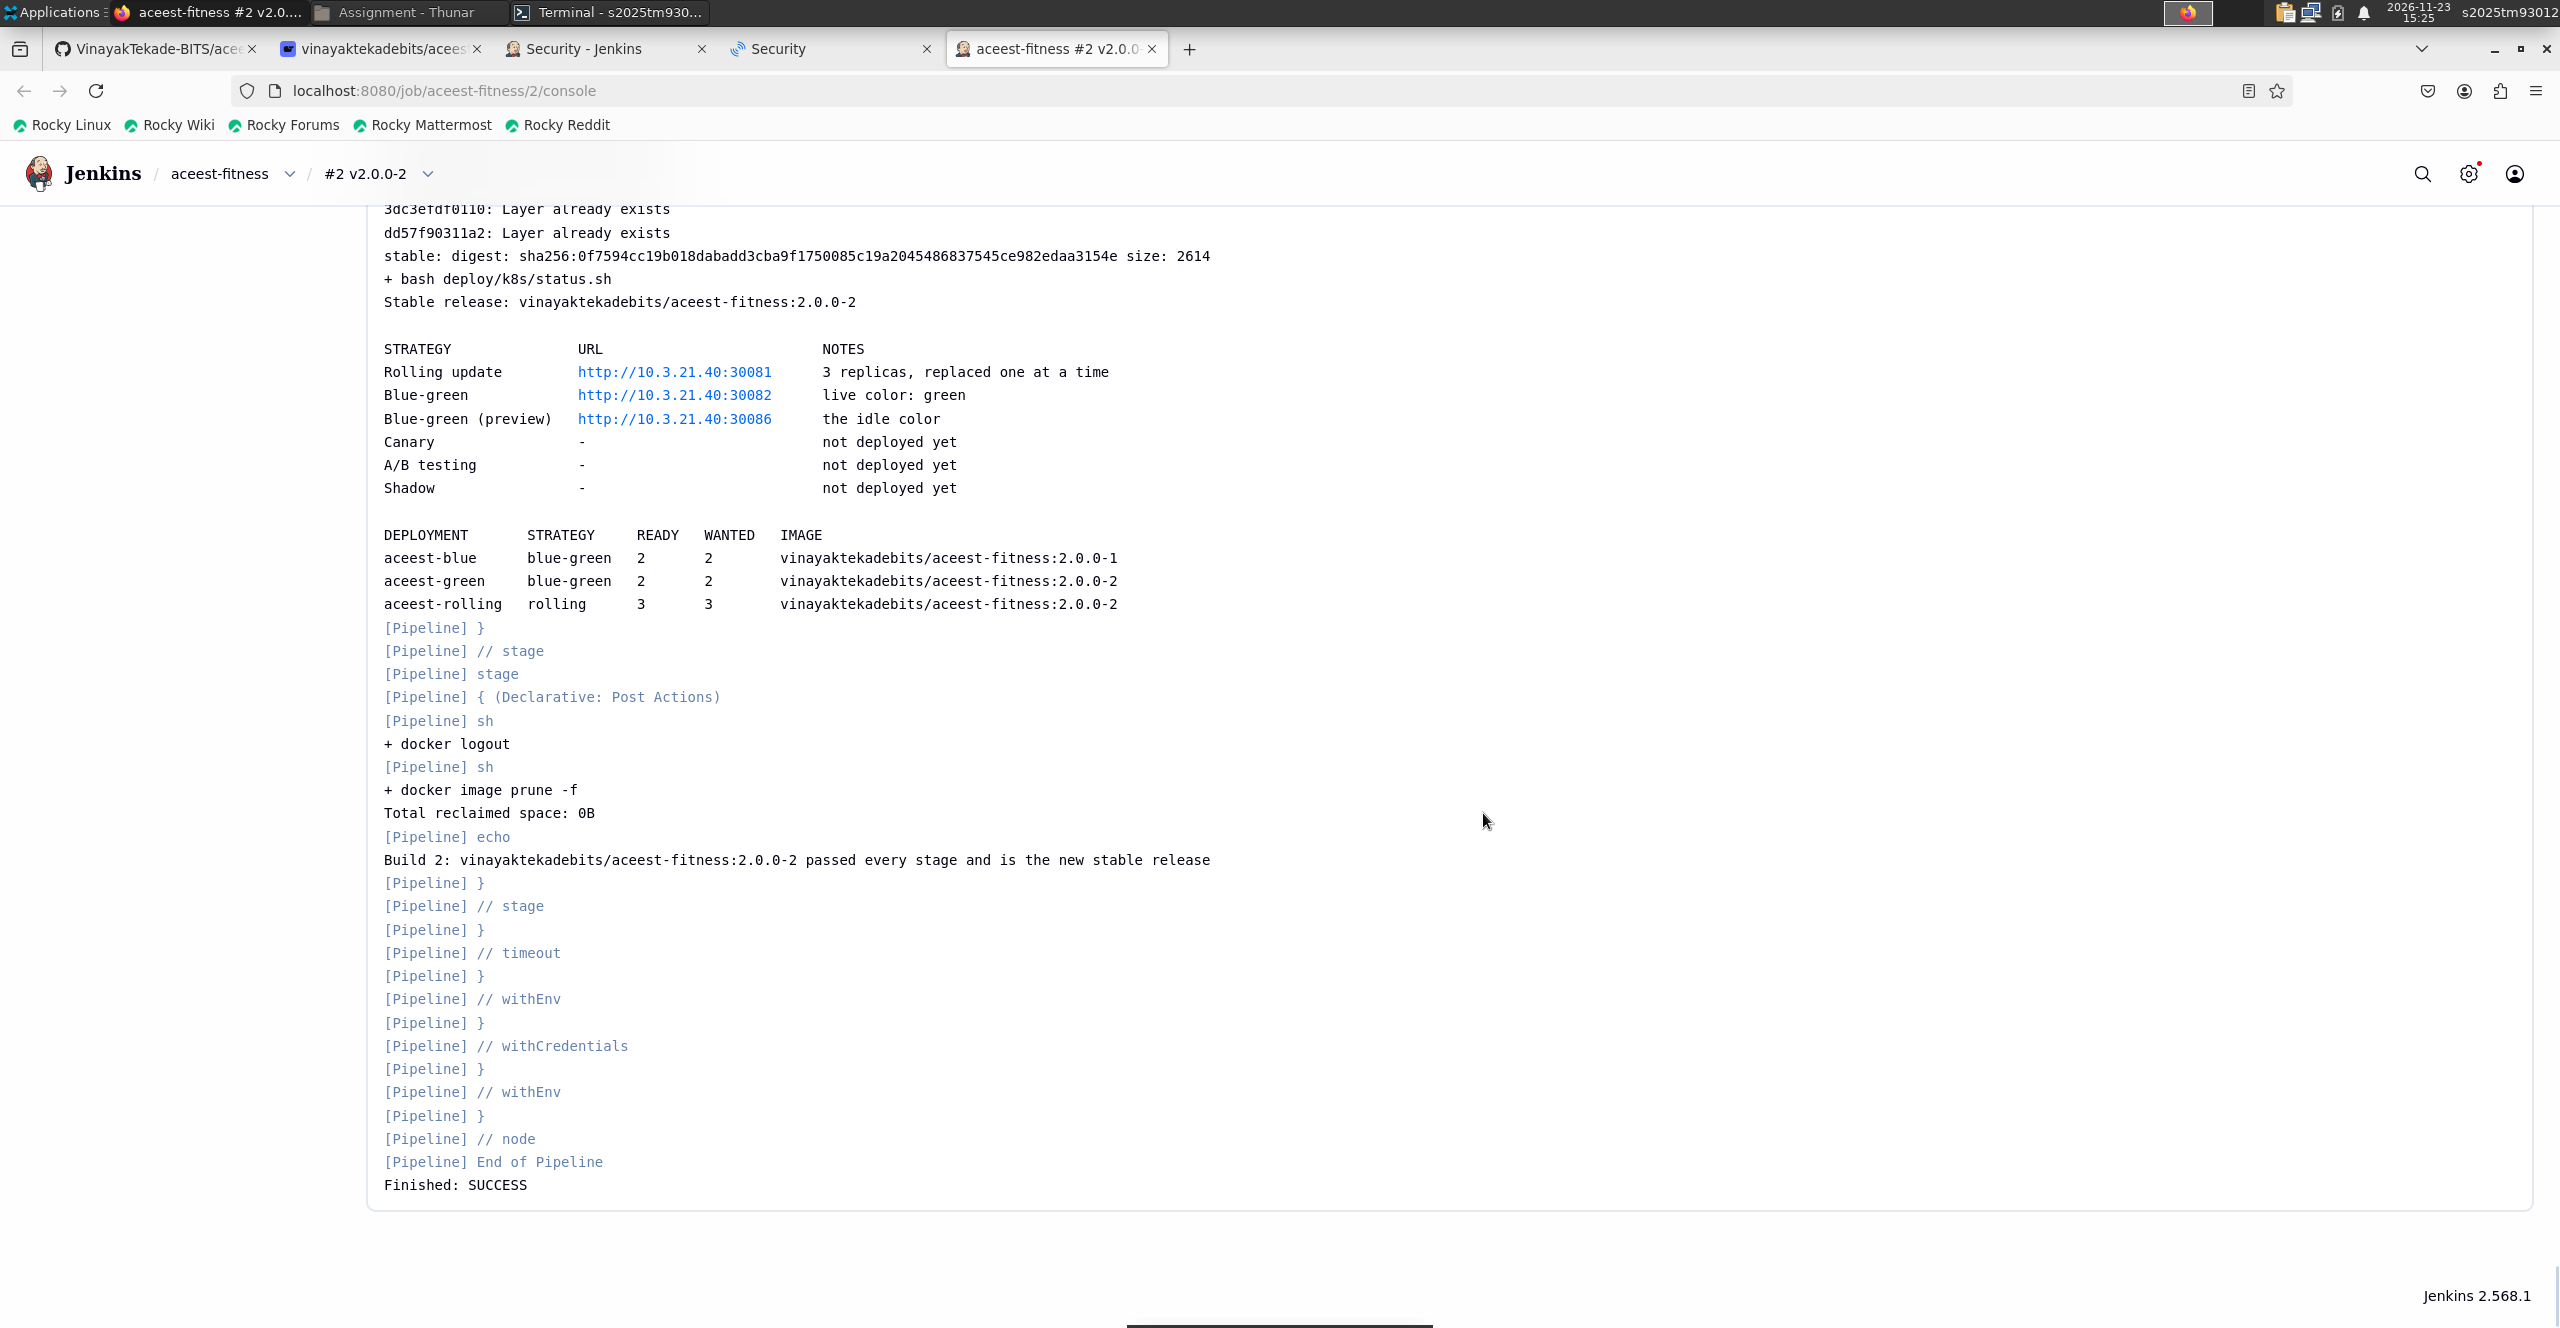 Applications
aceest-fitness #2 v2.0....
Assignment - Thunar
Terminal - s2025tm930...
2026-11-23
15:25
s2025tm93012
VinayakTekade-BITS/acee
vinayaktekadebits/aceest
Security - Jenkins
Security
aceest-fitness #2 v2.0.0-
localhost:8080/job/aceest-fitness/2/console
Rocky Linux
Rocky Wiki
Rocky Forums
Rocky Mattermost
Rocky Reddit
Jenkins / aceest-fitness / #2 v2.0.0-2
3dc3efdf0110: Layer already exists
dd57f90311a2: Layer already exists
stable: digest: sha256:0f7594cc19b018dabadd3cba9f1750085c19a2045486837545ce982edaa3154e size: 2614
+ bash deploy/k8s/status.sh
Stable release: vinayaktekadebits/aceest-fitness:2.0.0-2
STRATEGY URL NOTES
Rolling update http://10.3.21.40:30081 3 replicas, replaced one at a time
Blue-green http://10.3.21.40:30082 live color: green
Blue-green (preview) http://10.3.21.40:30086 the idle color
Canary - not deployed yet
A/B testing - not deployed yet
Shadow - not deployed yet
DEPLOYMENT STRATEGY READY WANTED IMAGE
aceest-blue blue-green 2 2 vinayaktekadebits/aceest-fitness:2.0.0-1
aceest-green blue-green 2 2 vinayaktekadebits/aceest-fitness:2.0.0-2
aceest-rolling rolling 3 3 vinayaktekadebits/aceest-fitness:2.0.0-2
[Pipeline] }
[Pipeline] // stage
[Pipeline] stage
[Pipeline] { (Declarative: Post Actions)
[Pipeline] sh
+ docker logout
[Pipeline] sh
+ docker image prune -f
Total reclaimed space: 0B
[Pipeline] echo
Build 2: vinayaktekadebits/aceest-fitness:2.0.0-2 passed every stage and is the new stable release
[Pipeline] }
[Pipeline] // stage
[Pipeline] }
[Pipeline] // timeout
[Pipeline] }
[Pipeline] // withEnv
[Pipeline] }
[Pipeline] // withCredentials
[Pipeline] }
[Pipeline] // withEnv
[Pipeline] }
[Pipeline] // node
[Pipeline] End of Pipeline
Finished: SUCCESS
Jenkins 2.568.1